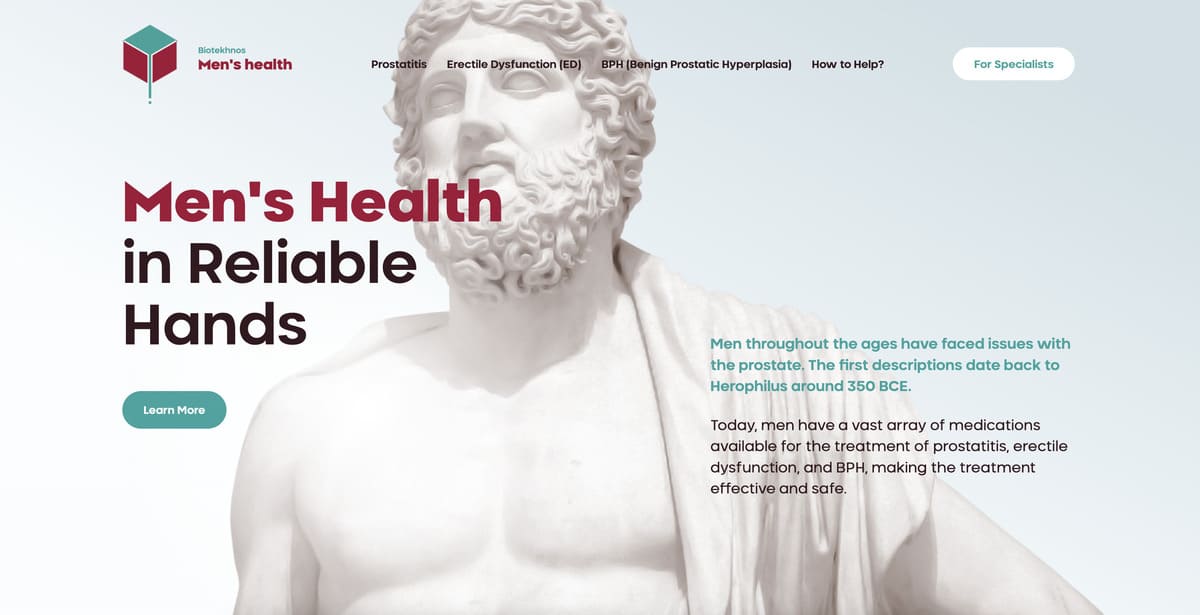 Biotekhnos
Men's health
Prostatitis
Erectile Dysfunction (ED)
BPH (Benign Prostatic Hyperplasia)
How to Help?
For Specialists
Men's Health
in Reliable
Hands
Learn More
Men throughout the ages have faced issues with
the prostate. The first descriptions date back to
Herophilus around 350 BCE.
Today, men have a vast array of medications
available for the treatment of prostatitis, erectile
dysfunction, and BPH, making the treatment
effective and safe.